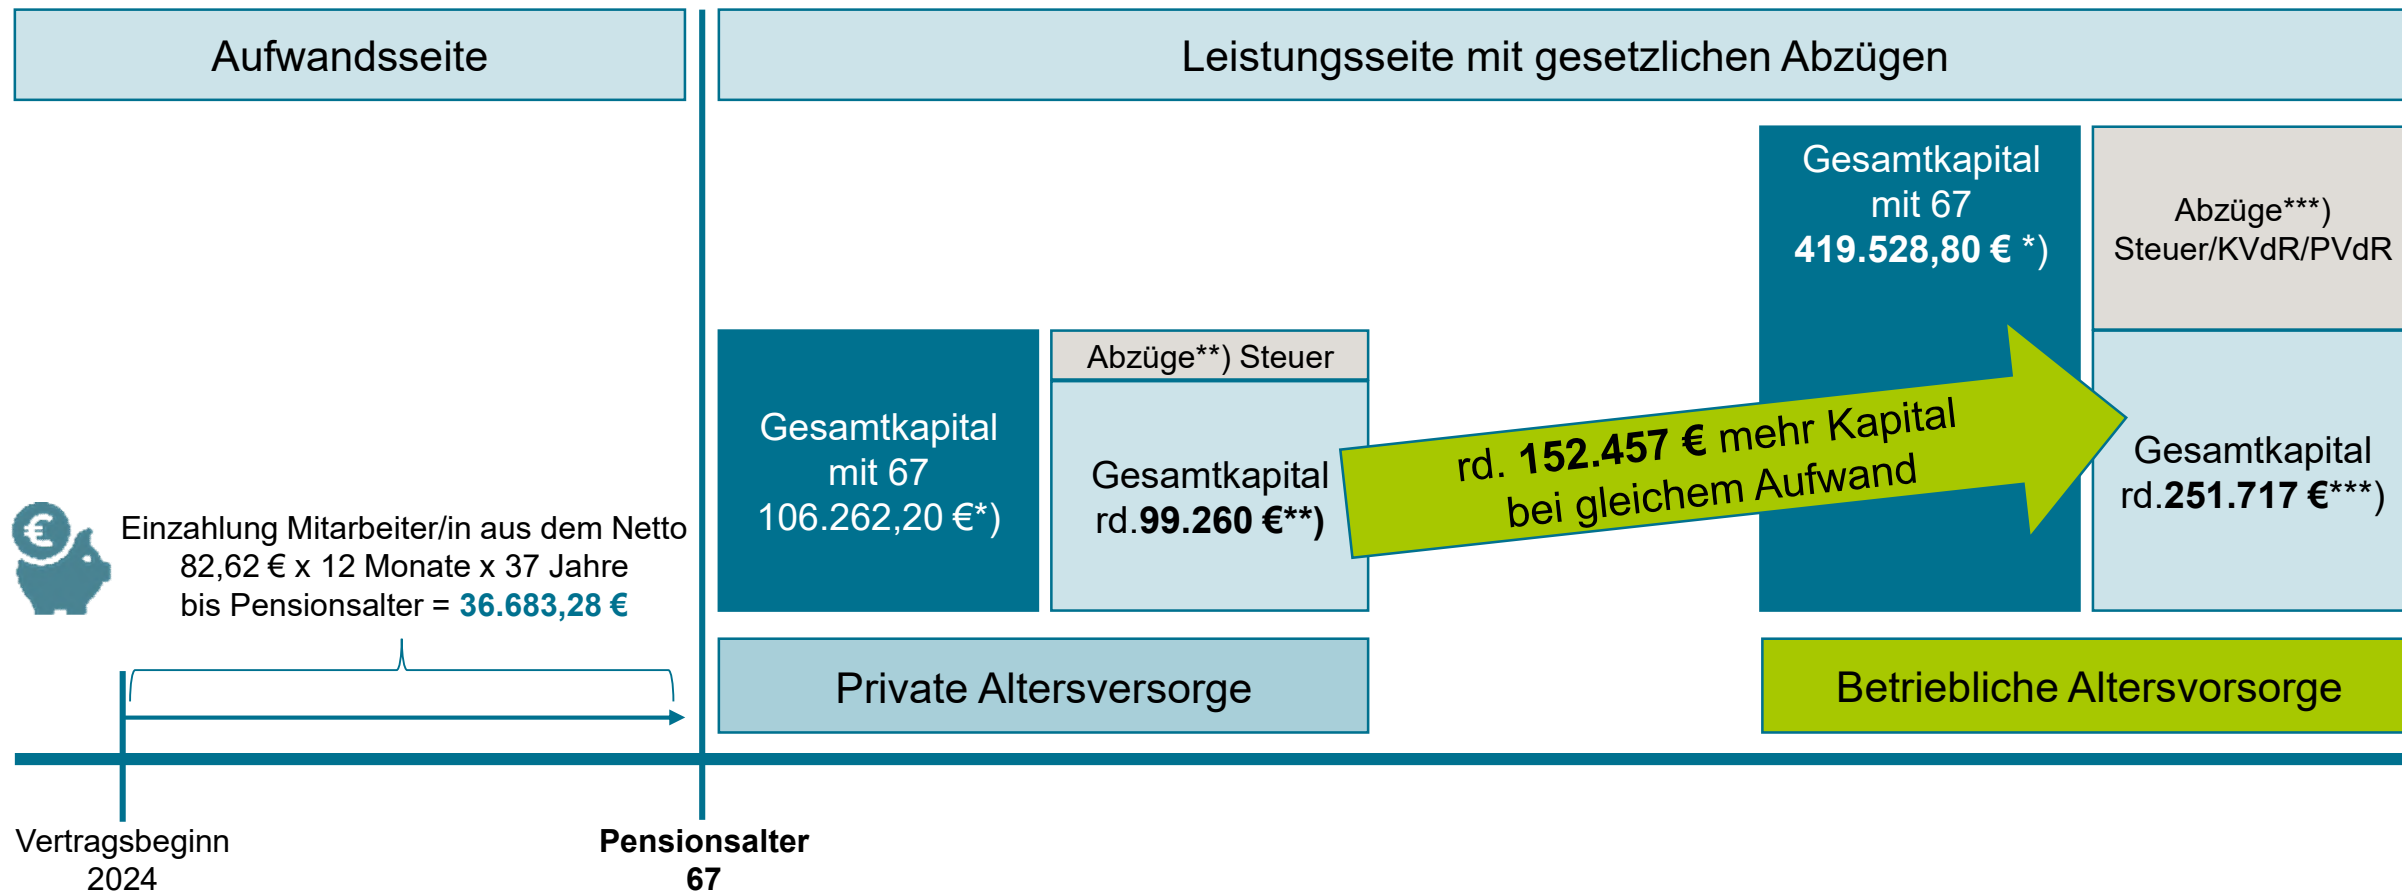 Aufwandsseite
Leistungsseite mit gesetzlichen Abzügen
Einzahlung Mitarbeiter/in aus dem Netto
82,62 € x 12 Monate x 37 Jahre
bis Pensionsalter = 36.683,28 €
Gesamtkapital
mit 67
106.262,20 €*)
Abzüge**) Steuer
Gesamtkapital
rd.99.260 €**)
rd. 152.457 € mehr Kapital
bei gleichem Aufwand
Gesamtkapital
mit 67
419.528,80 € *)
Abzüge***)
Steuer/KVdR/PVdR
Gesamtkapital
rd.251.717 €***)
Private Altersversorge
Betriebliche Altersvorsorge
Vertragsbeginn
2024
Pensionsalter
67